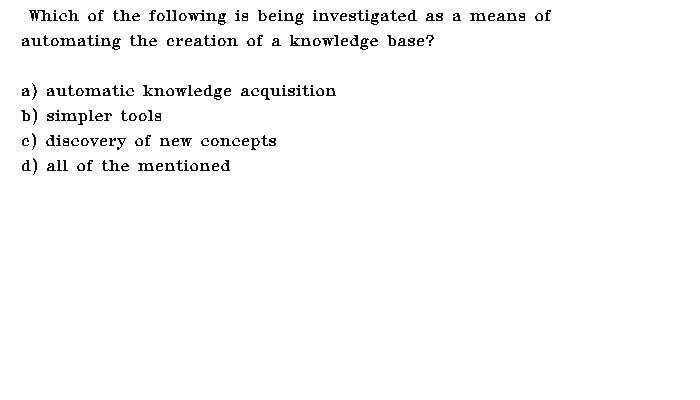 Which of the following is being investigated as a means of
automating the creation of a knowledge base?
a) automatic knowledge acquisition
b) simpler tools
c) discovery of new concepts
d) all of the mentioned